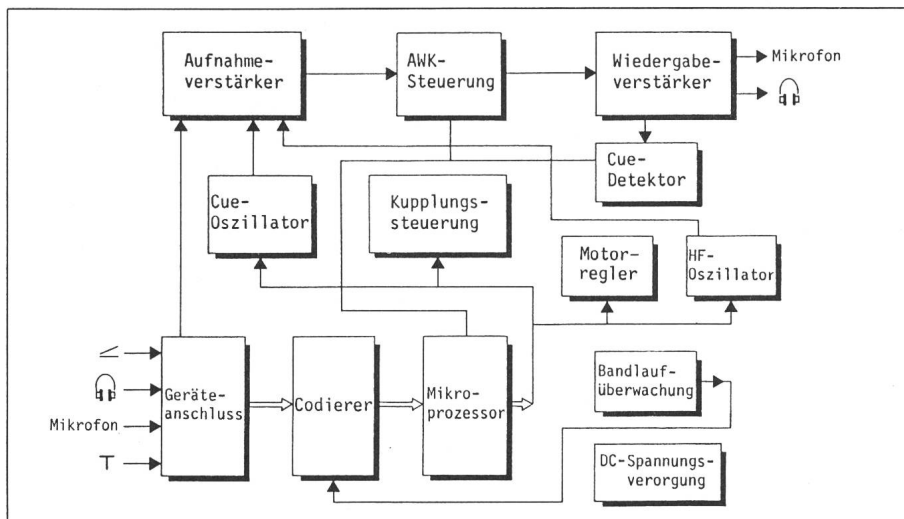 Aufnahme-
verstärker
AWK-
Steuerung
Wiedergabe-
verstärker
Mikrofon
Cue-
Detektor
Cue-
Oszillator
Kupplungs-
steuerung
Motor-
regler
HF-
Oszillator
Geräte-
anschluss
Codierer
Mikro-
prozessor
Bandlauf-
überwachung
Mikrofon
DC-Spannungs-
verorgung